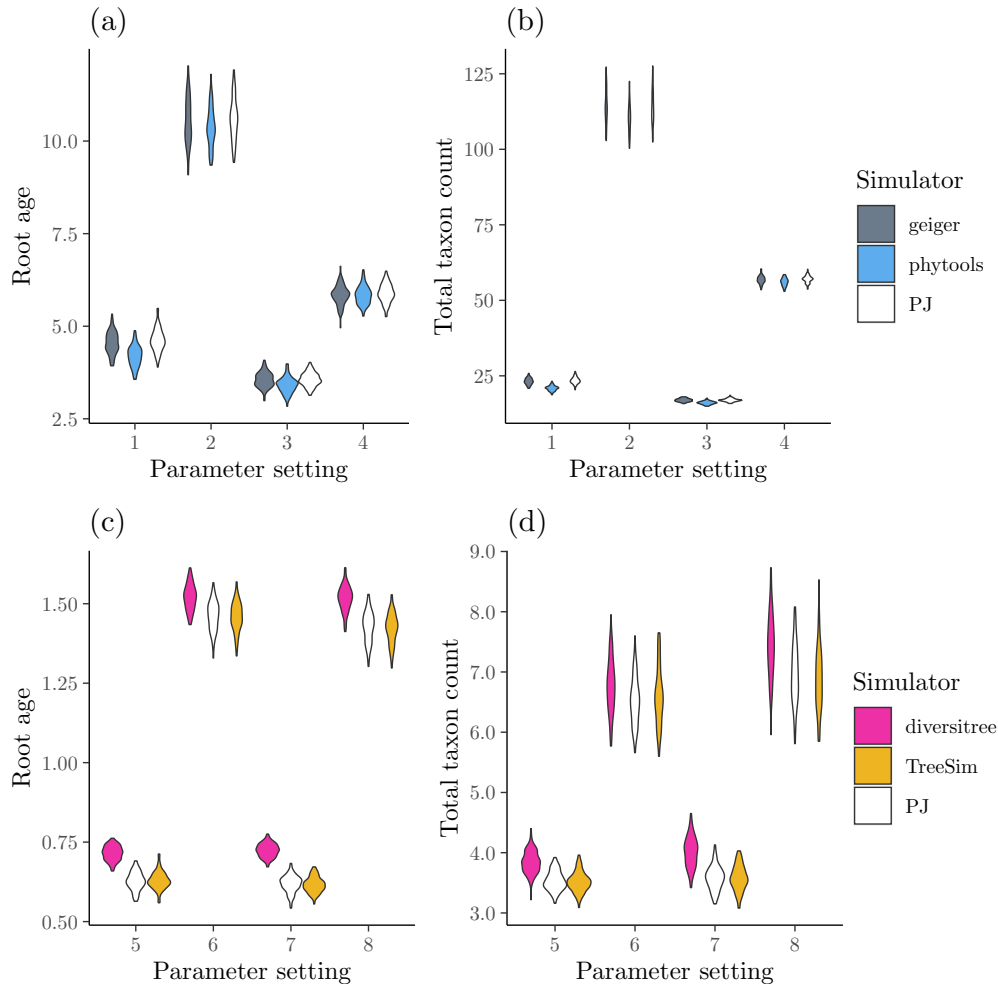 (a)
10.0
7.5
5.0
2.5
Root age
1 2 3 4
Parameter setting
(b)
125
100
75
50
25
Total taxon count
1 2 3 4
Parameter setting
Simulator
geiger
phytools
PJ
(c)
1.50
1.25
1.00
0.75
0.50
Root age
5 6 7 8
Parameter setting
(d)
9.0
8.0
7.0
6.0
5.0
4.0
3.0
Total taxon count
5 6 7 8
Parameter setting
Simulator
diversitree
TreeSim
PJ